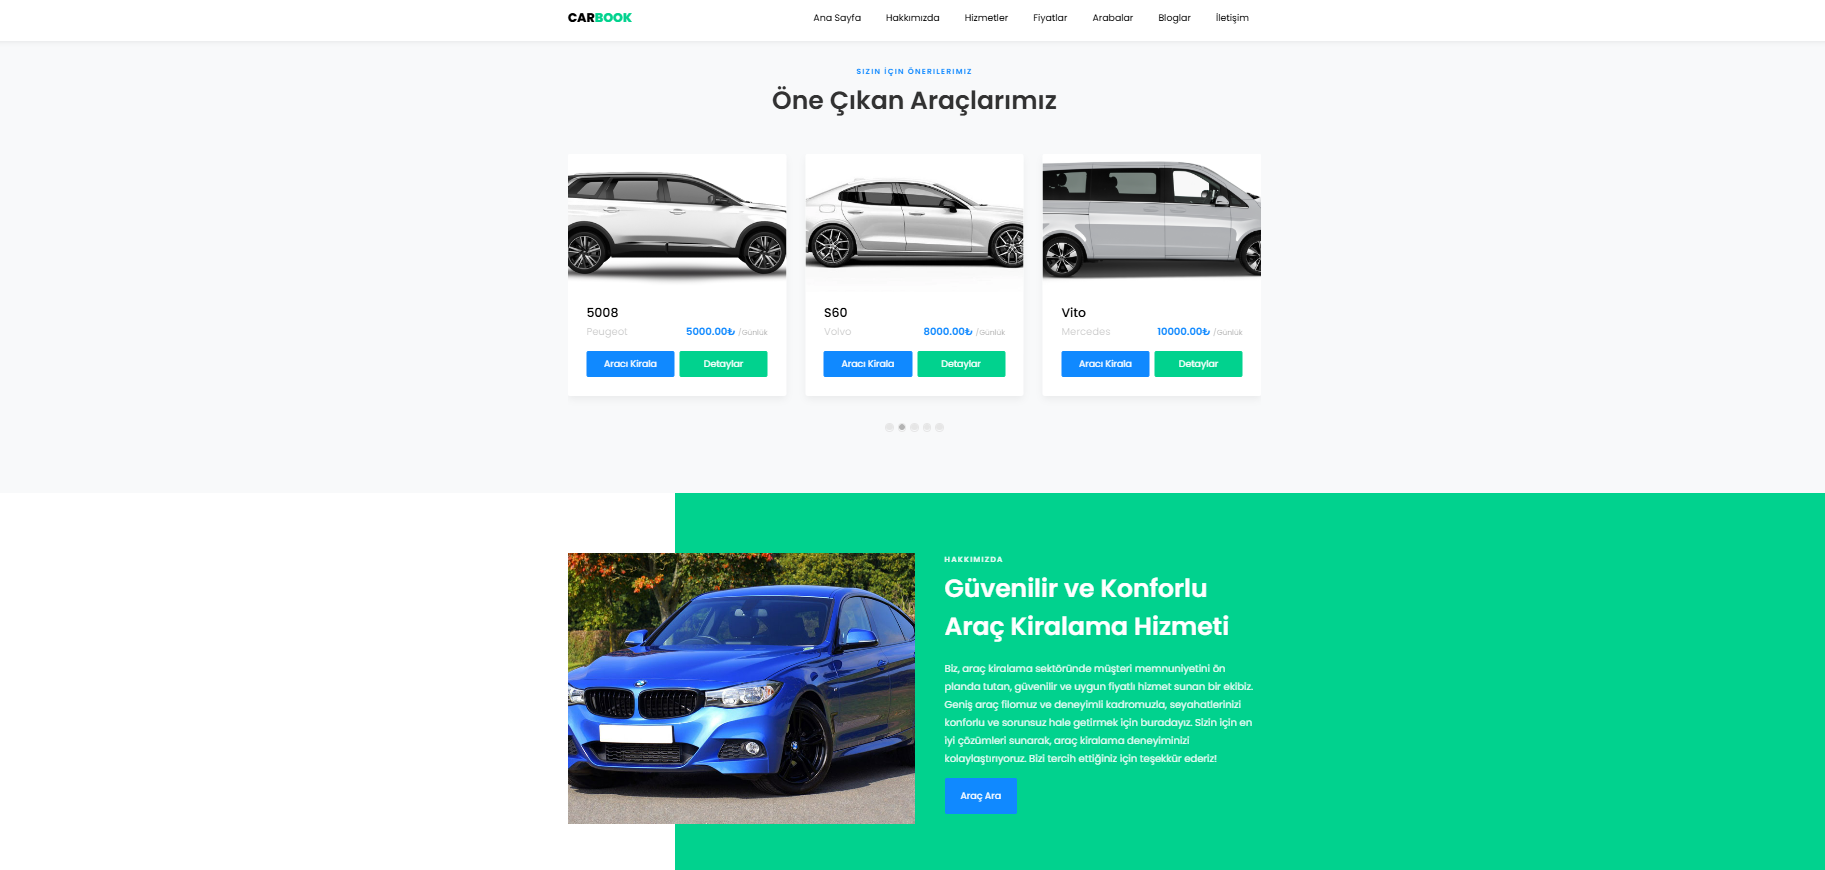 CARBOOK
Ana Sayfa Hakkımızda Hizmetler Fiyatlar Arabalar Bloglar İletişim
SIZIN İÇIN ÖNERILERIMIZ
Öne Çıkan Araçlarımız
5008
Peugeot 5000.00₺ /Günlük
Aracı Kirala Detaylar
S60
Volvo 8000.00₺ /Günlük
Aracı Kirala Detaylar
Vito
Mercedes 10000.00₺ /Günlük
Aracı Kirala Detaylar
HAKKIMIZDA
Güvenilir ve Konforlu
Araç Kiralama Hizmeti
Biz, araç kiralama sektöründe müşteri memnuniyetini ön
planda tutan, güvenilir ve uygun fiyatlı hizmet sunan bir ekibiz.
Geniş araç filomuz ve deneyimli kadromuzla, seyahatlerinizi
konforlu ve sorunsuz hale getirmek için buradayız. Sizin için en
iyi çözümleri sunarak, araç kiralama deneyiminizi
kolaylaştırıyoruz. Bizi tercih ettiğiniz için teşekkür ederiz!
Araç Ara